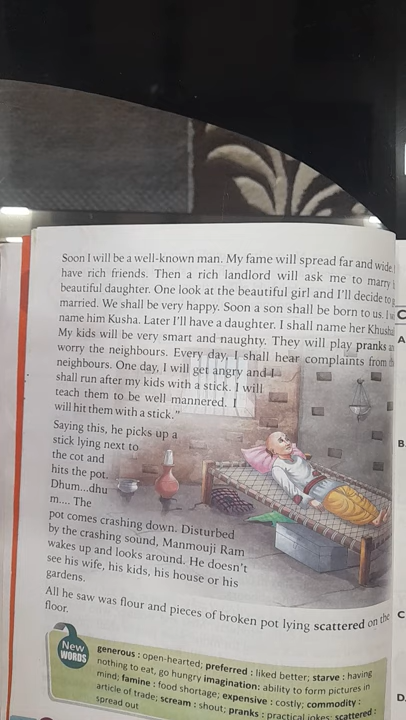 Soon I will be a well-known man. My fame will spread far and wide.
have rich friends. Then a rich landlord will ask me to marry
beautiful daughter. One look at the beautiful girl and I'll decide to
married. We shall be very happy. Soon a son shall be born to us. I
name him Kusha. Later I'll have a daughter. I shall name her
My kids will be very smart and naughty. They will play pranks
worry the neighbours. Every day, I shall hear complaints from
neighbours. One day, I will get angry and I
shall run after my kids with a stick. I will
teach them to be well mannered. I
will hit them with a stick."
Saying this, he picks up a
stick lying next to
the cot and
hits the pot.
Dhum...dhu
m.... The
pot comes crashing down. Disturbed
by the crashing sound, Manmouji Ram
wakes up and looks around. He doesn't
see his wife, his kids, his house or his
gardens.
All he saw was flour and pieces of broken pot lying scattered on the
floor.
New
WORDS
generous : open-hearted; preferred : liked better; starve : having
nothing to eat, go hungry imagination: ability to form pictures in
mind; famine : food shortage; expensive : costly; commodity :
article of trade; scream : shout; pranks : practical jokes; scattered :
spread out
C
A
B.
C
D.